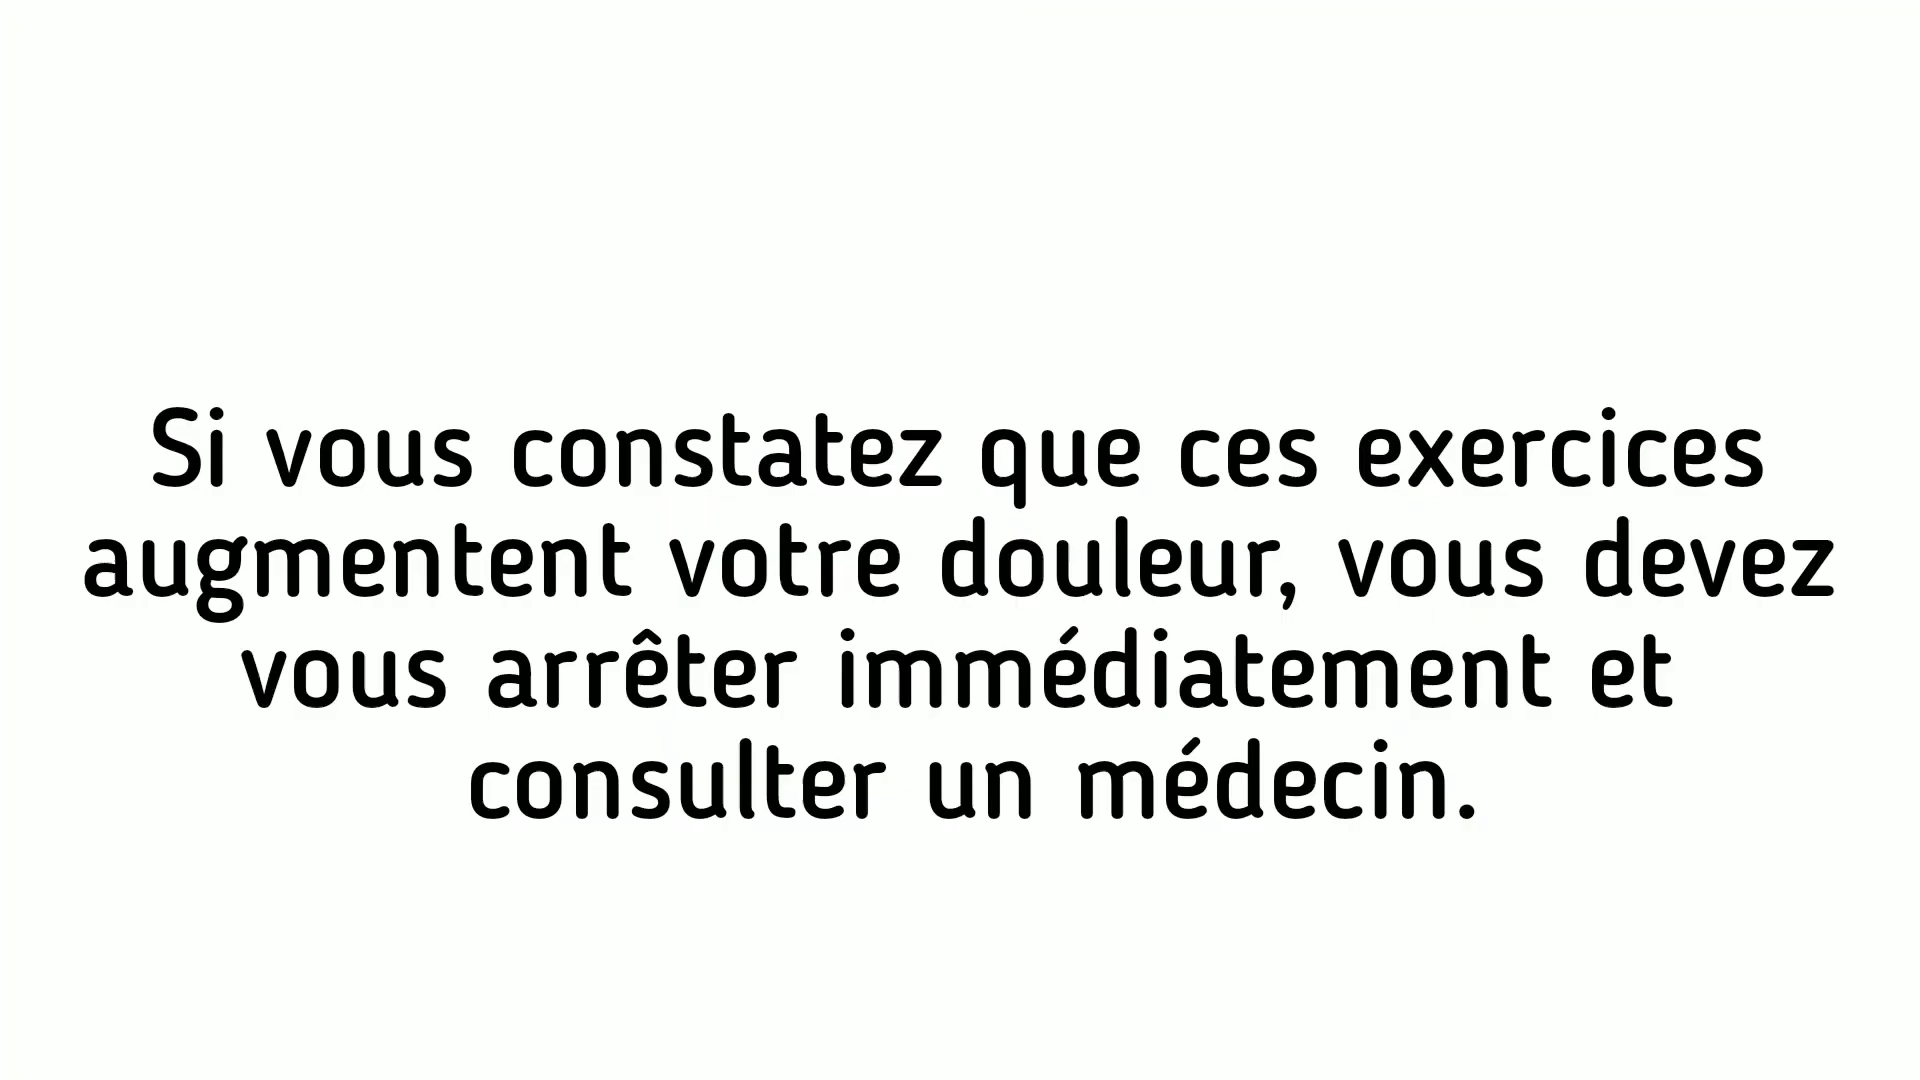 Si vous constatez que ces exercices
augmentent votre douleur, vous devez
vous arrêter immédiatement et
consulter un médecin.